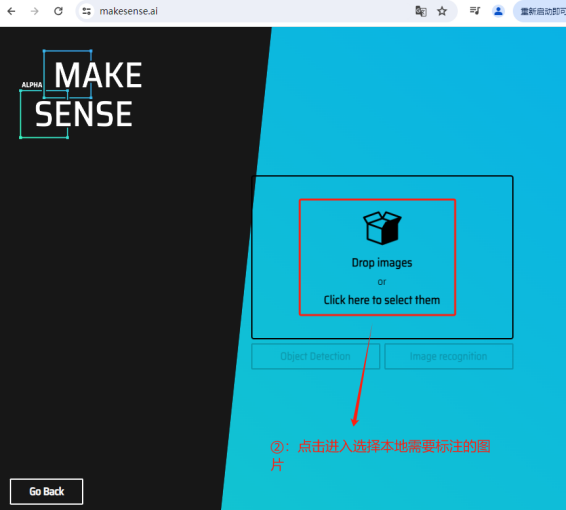 makesense.ai
重新启动即可
ALPHA
MAKE
SENSE
Drop images
or
Click here to select them
Object Detection
Image recognition
②：点击进入选择本地需要标注的图
片
Go Back